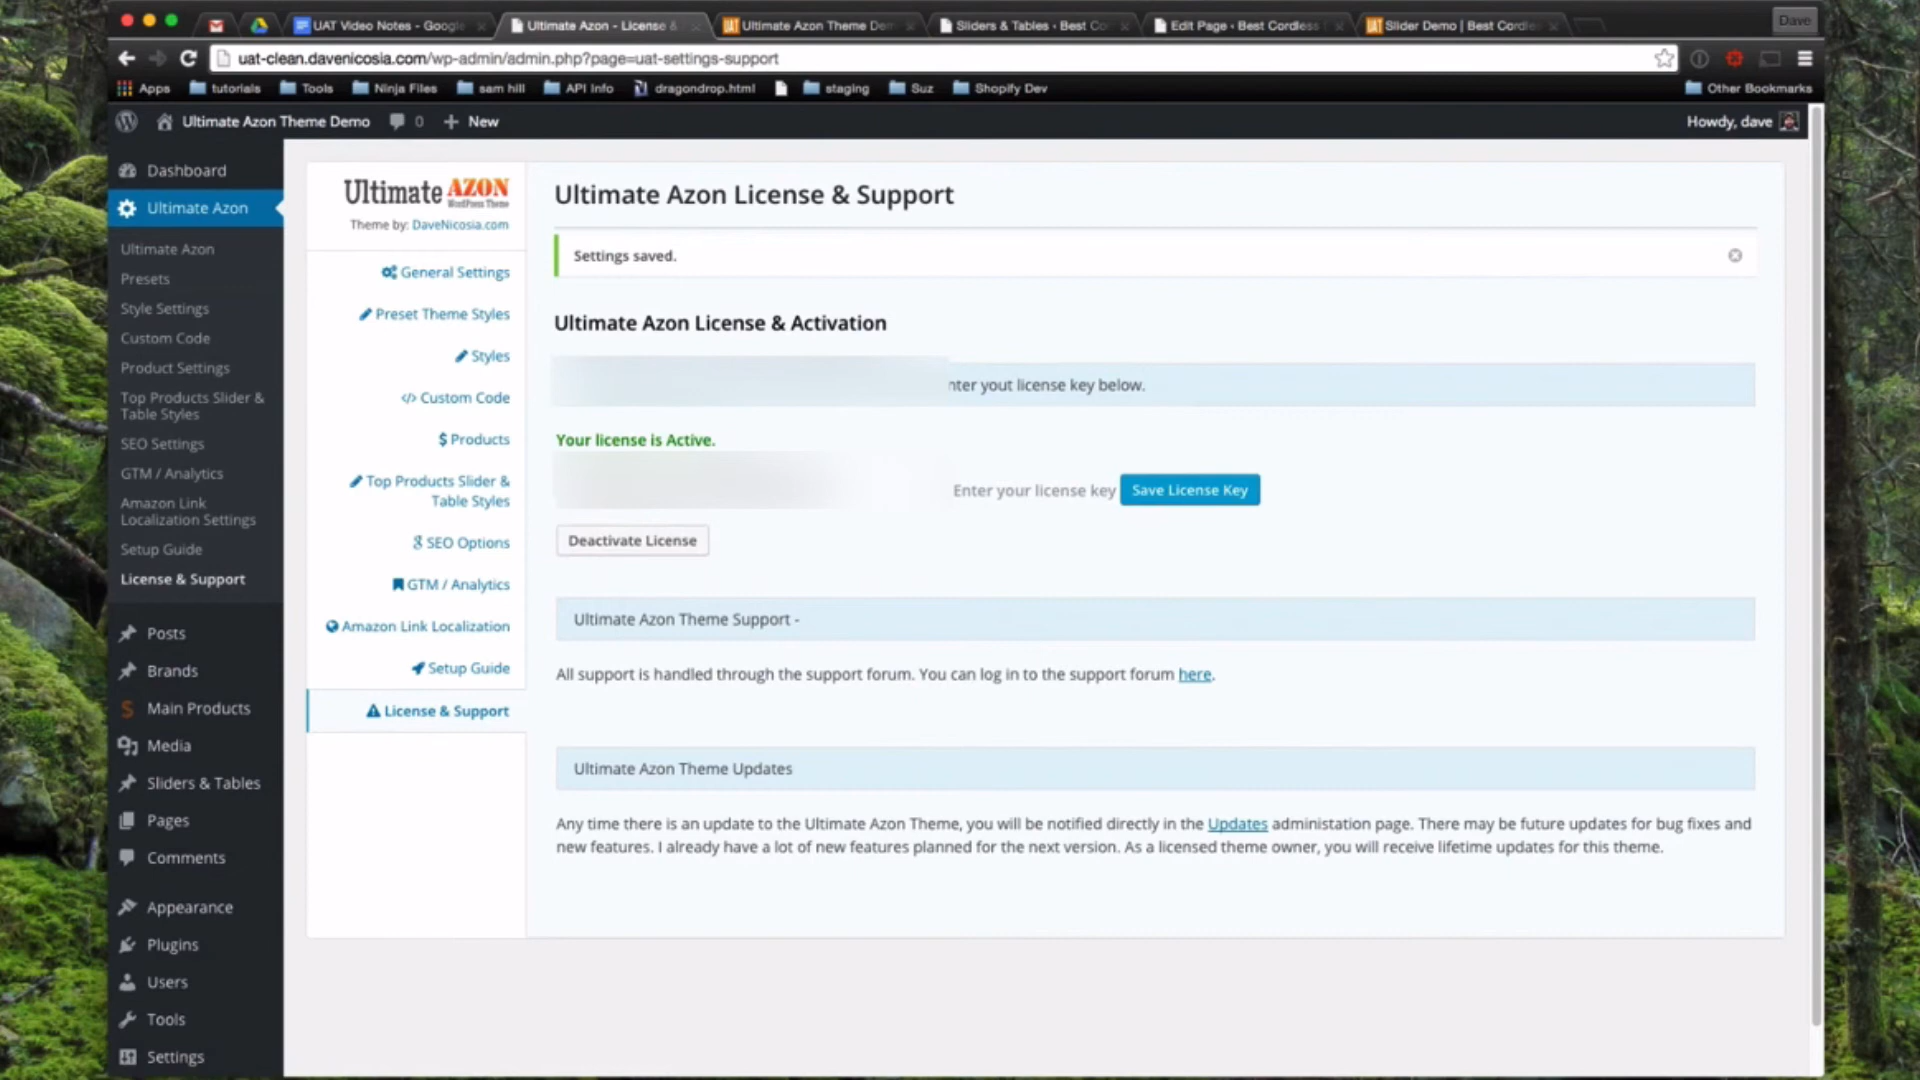 UAT Video Notes - Google
Ultimate Azon - License &
Ultimate Azon Theme Dem
Sliders & Tables ‹ Best Co
Edit Page ‹ Best Cordless
Slider Demo | Best Cordle
Dave
uat-clean.davenicosia.com/wp-admin/admin.php?page=uat-settings-support
Apps tutorials Tools Ninja Files sam hill API Info dragondrop.html staging Suz Shopify Dev Other Bookmarks
Ultimate Azon Theme Demo 0 + New Howdy, dave
Dashboard
Ultimate Azon
Ultimate Azon
Presets
Style Settings
Custom Code
Product Settings
Top Products Slider &
Table Styles
SEO Settings
GTM / Analytics
Amazon Link
Localization Settings
Setup Guide
License & Support
Posts
Brands
Main Products
Media
Sliders & Tables
Pages
Comments
Appearance
Plugins
Users
Tools
Settings
Ultimate AZON
WordPress Theme
Theme by: DaveNicosia.com
General Settings
Preset Theme Styles
Styles
</> Custom Code
$ Products
Top Products Slider &
Table Styles
SEO Options
GTM / Analytics
Amazon Link Localization
Setup Guide
License & Support
Ultimate Azon License & Support
Settings saved.
Ultimate Azon License & Activation
nter yout license key below.
Your license is Active.
Enter your license key Save License Key
Deactivate License
Ultimate Azon Theme Support -
All support is handled through the support forum. You can log in to the support forum here.
Ultimate Azon Theme Updates
Any time there is an update to the Ultimate Azon Theme, you will be notified directly in the Updates administation page. There may be future updates for bug fixes and
new features. I already have a lot of new features planned for the next version. As a licensed theme owner, you will receive lifetime updates for this theme.